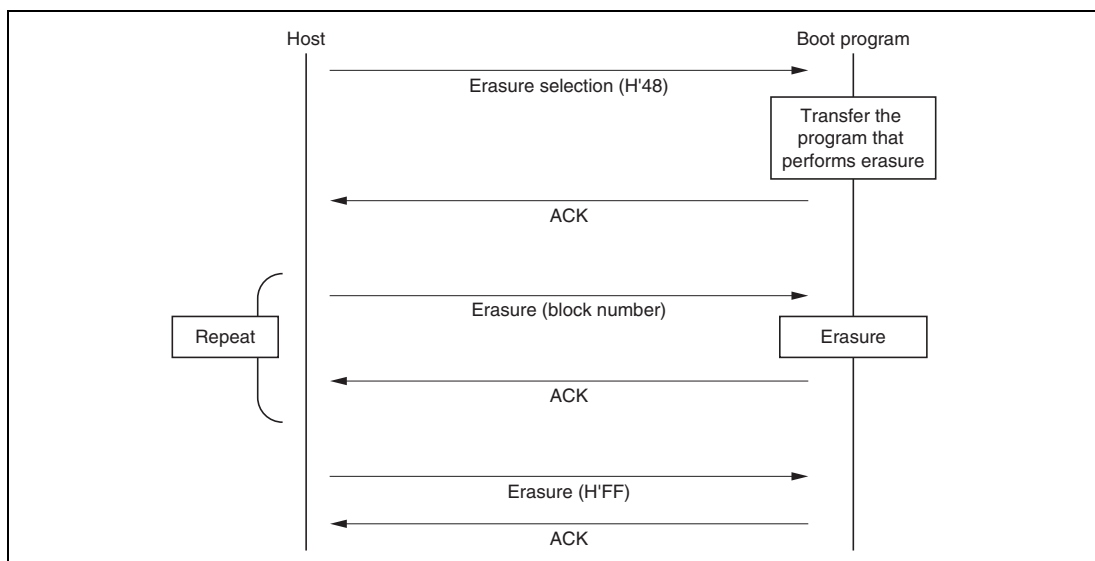 Host
Boot program
Erasure selection (H'48)
Transfer the
program that
performs erasure
ACK
Erasure (block number)
Repeat
Erasure
ACK
Erasure (H'FF)
ACK